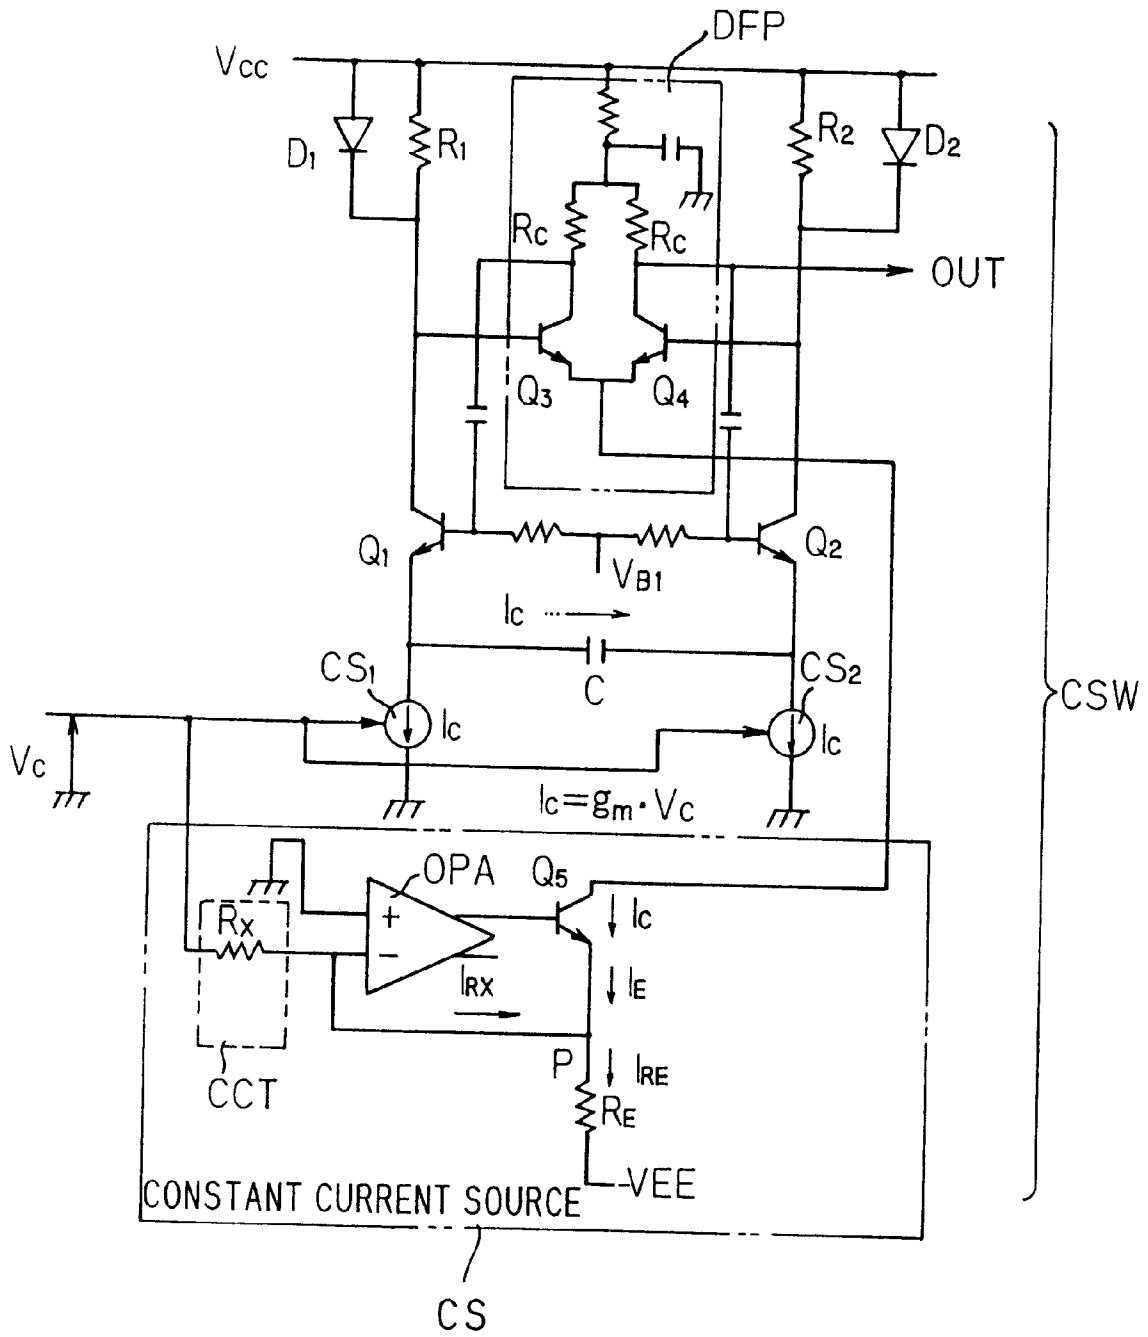 DFP
Vcc
D1
R1
R2
D2
Rc
Rc
OUT
Q3
Q4
Q1
Q2
VB1
Ic
CS1
C
CS2
CSW
Ic
Ic
Vc
Ic=gm·Vc
OPA
Q5
Rx
+
Ic
−
IRX
IE
P
IRE
CCT
RE
-VEE
CONSTANT CURRENT SOURCE
CS